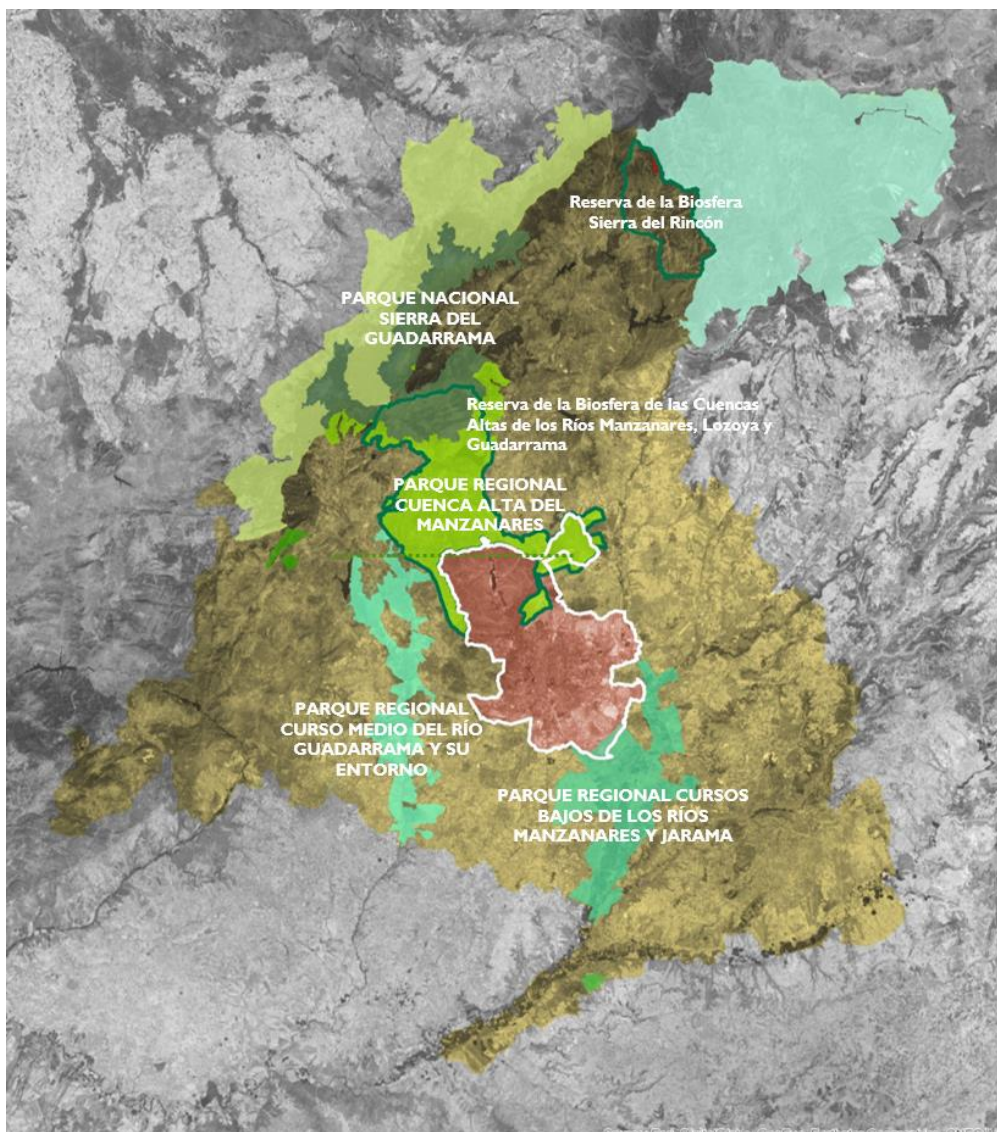 Reserva de la Biosfera
Sierra del Rincón
PARQUE NACIONAL
SIERRA DEL
GUADARRAMA
Reserva de la Biosfera de las Cuencas
Altas de los Ríos Manzanares, Lozoya y
Guadarrama
PARQUE REGIONAL
CUENCA ALTA DEL
MANZANARES
PARQUE REGIONAL
CURSO MEDIO DEL RÍO
GUADARRAMA Y SU
ENTORNO
PARQUE REGIONAL CURSOS
BAJOS DE LOS RÍOS
MANZANARES Y JARAMA